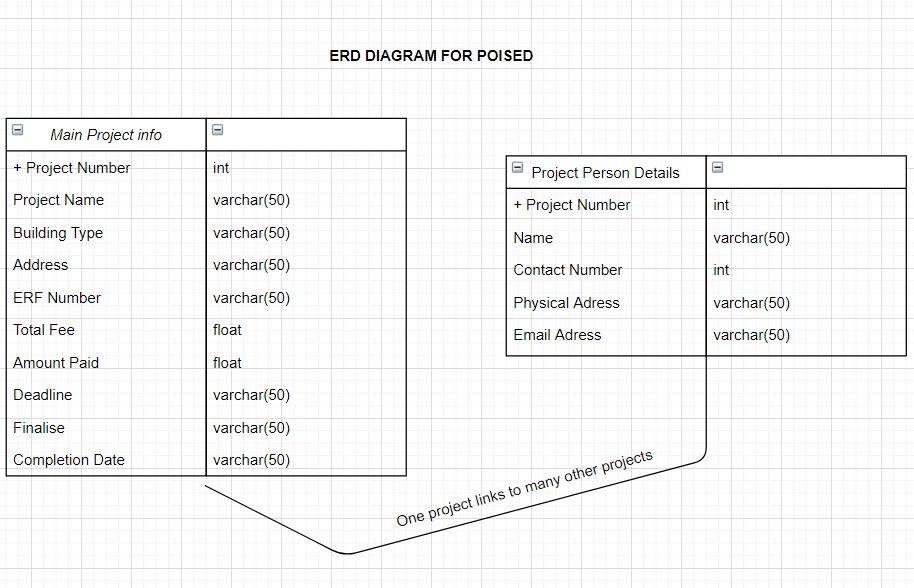 ERD DIAGRAM FOR POISED
Main Project info
+ Project Number int
Project Name varchar(50)
Building Type varchar(50)
Address varchar(50)
ERF Number varchar(50)
Total Fee float
Amount Paid float
Deadline varchar(50)
Finalise varchar(50)
Completion Date varchar(50)
Project Person Details
+ Project Number int
Name varchar(50)
Contact Number int
Physical Adress varchar(50)
Email Adress varchar(50)
One project links to many other projects